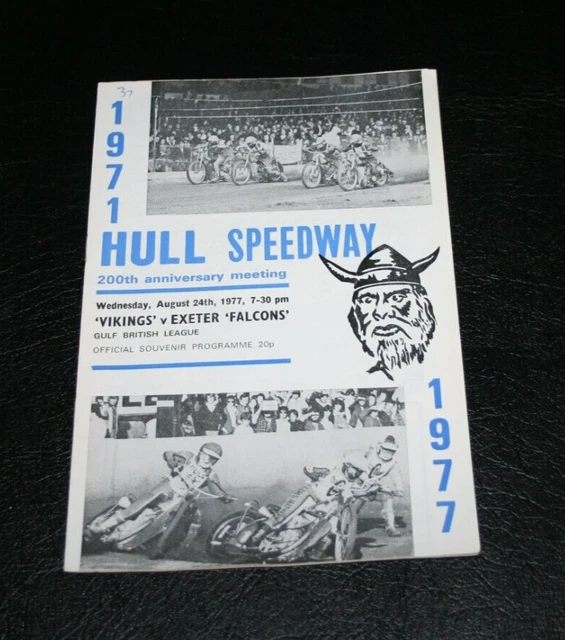 37
1971
HULL SPEEDWAY
200th anniversary meeting
Wednesday, August 24th, 1977, 7-30 pm
'VIKINGS' v EXETER 'FALCONS'
GULF BRITISH LEAGUE
OFFICIAL SOUVENIR PROGRAMME 20p
1977